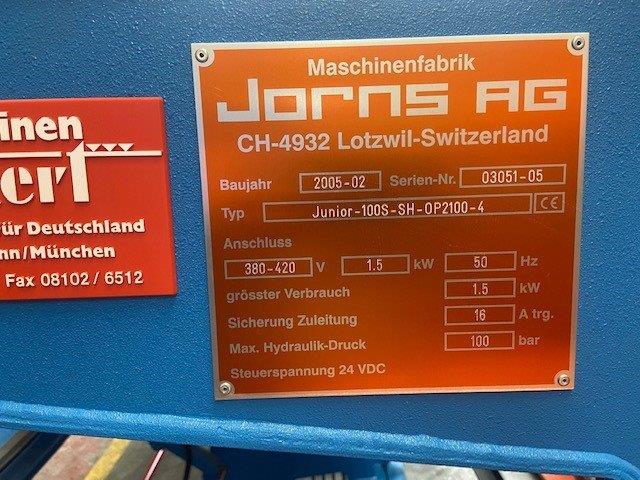 Maschinenfabrik
Jorns AG
CH-4932 Lotzwil-Switzerland
Baujahr 2005-02 Serien-Nr. 03051-05
Typ Junior-100S-SH-OP2100-4 CE
Anschluss
380-420 V 1.5 kW 50 Hz
grösster Verbrauch 1.5 kW
Sicherung Zuleitung 16 A trg.
Max. Hydraulik-Druck 100 bar
Steuerspannung 24 VDC
inen
ert
für Deutschland
nn/München
Fax 08102 / 6512